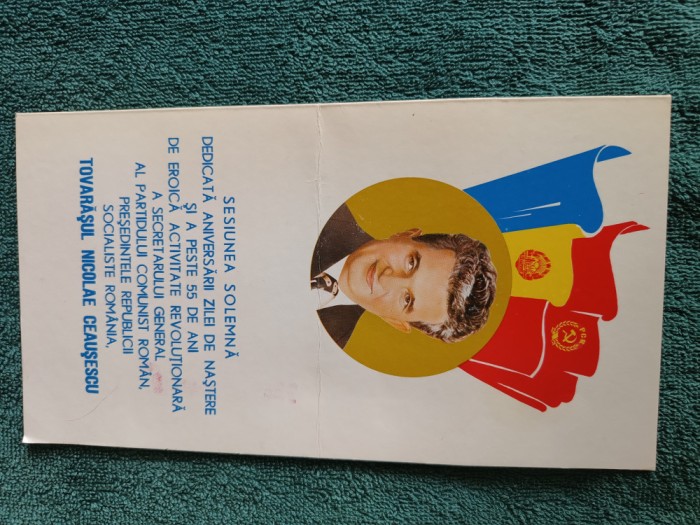 P.C.R.
SESIUNEA SOLEMNĂ
DEDICATĂ ANIVERSĂRII ZILEI DE NAȘTERE
ȘI A PESTE 55 DE ANI
DE EROICĂ ACTIVITATE REVOLUȚIONARĂ
A SECRETARULUI GENERAL
AL PARTIDULUI COMUNIST ROMÂN,
PREȘEDINTELE REPUBLICII
SOCIALISTE ROMÂNIA,
TOVARĂȘUL NICOLAE CEAUȘESCU